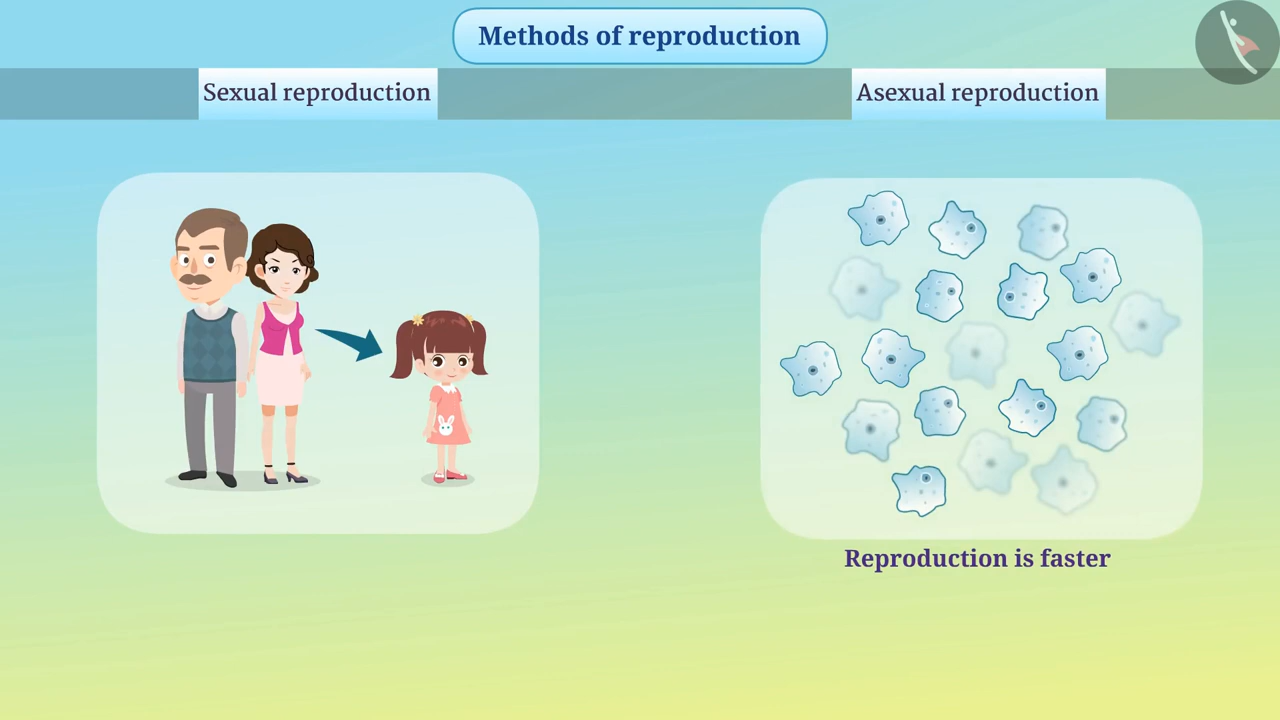 Methods of reproduction
Sexual reproduction
Asexual reproduction
Reproduction is faster